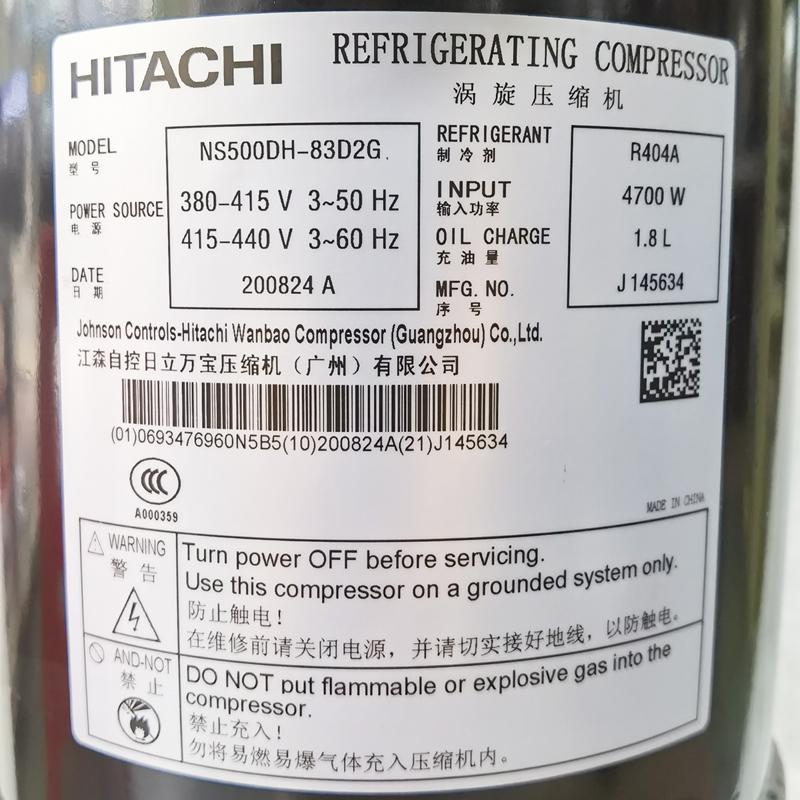 HITACHI
REFRIGERATING COMPRESSOR
涡旋压缩机
MODEL
型号
NS500DH-83D2G.
POWER SOURCE
电源
380-415 V 3~50 Hz
415-440 V 3~60 Hz
DATE
日期
200824 A
REFRIGERANT
制冷剂
R404A
INPUT
输入功率
4700 W
OIL CHARGE
充油量
1.8 L
MFG. NO.
序号
J145634
Johnson Controls-Hitachi Wanbao Compressor (Guangzhou) Co.,Ltd.
江森自控日立万宝压缩机（广州）有限公司
(01)0693476960N5B5(10)200824A(21)J145634
CCC
A000359
MADE IN CHINA
WARNING
警告
Turn power OFF before servicing.
Use this compressor on a grounded system only.
防止触电！
在维修前请关闭电源，并请切实接好地线，以防触电。
AND-NOT
禁止
DO NOT put flammable or explosive gas into the
compressor.
禁止充入！
勿将易燃易爆气体充入压缩机内。